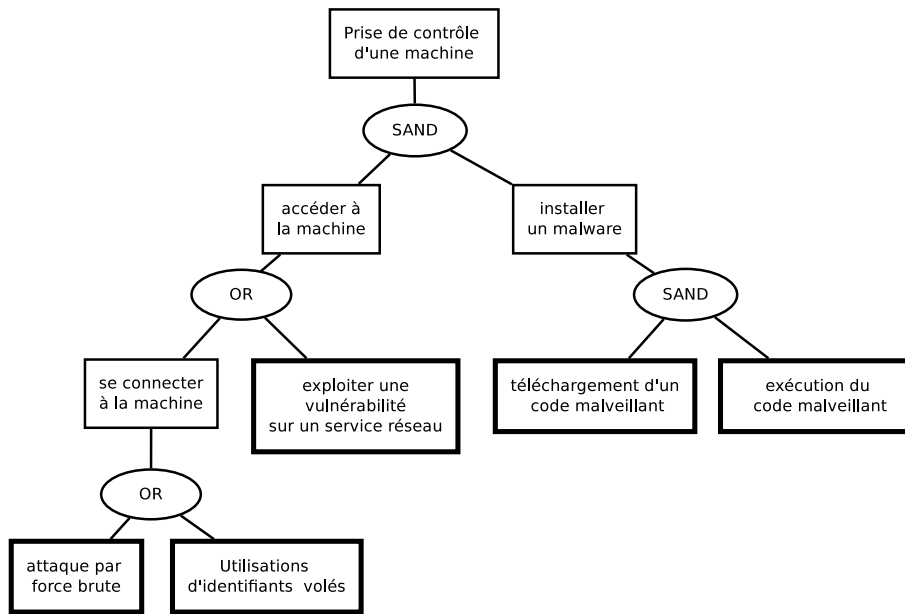 Prise de contrôle
d'une machine
SAND
accéder à
la machine
installer
un malware
OR
SAND
se connecter
à la machine
exploiter une
vulnérabilité
sur un service réseau
téléchargement d'un
code malveillant
exécution du
code malveillant
OR
attaque par
force brute
Utilisations
d'identifiants volés